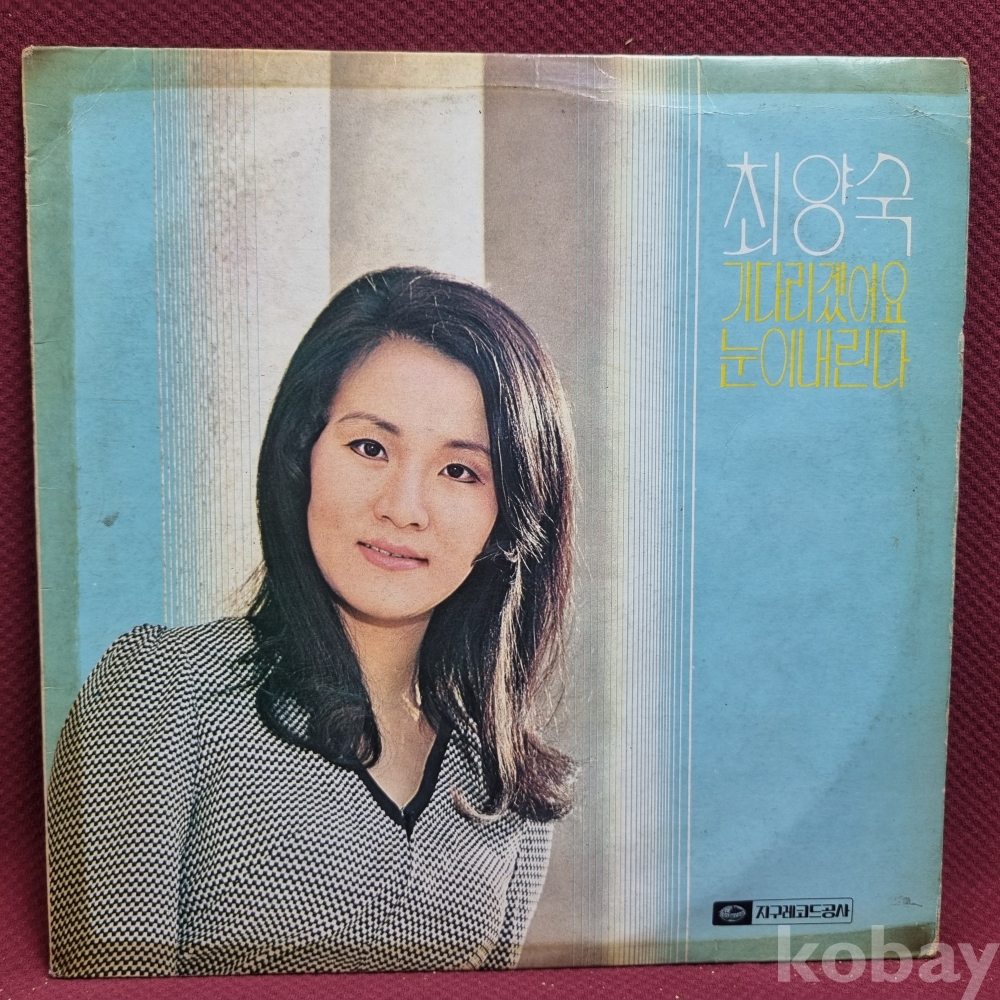 최양숙
기다리겠어요
눈이내린다
지구레코드공사
kobay